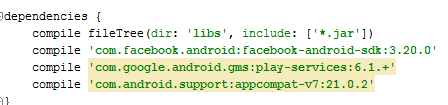 dependencies {
compile fileTree(dir: 'libs', include: ['*.jar'])
compile 'com.facebook.android:facebook-android-sdk:3.20.0'
compile 'com.google.android.gms:play-services:6.1.+'
compile 'com.android.support:appcompat-v7:21.0.2'
}